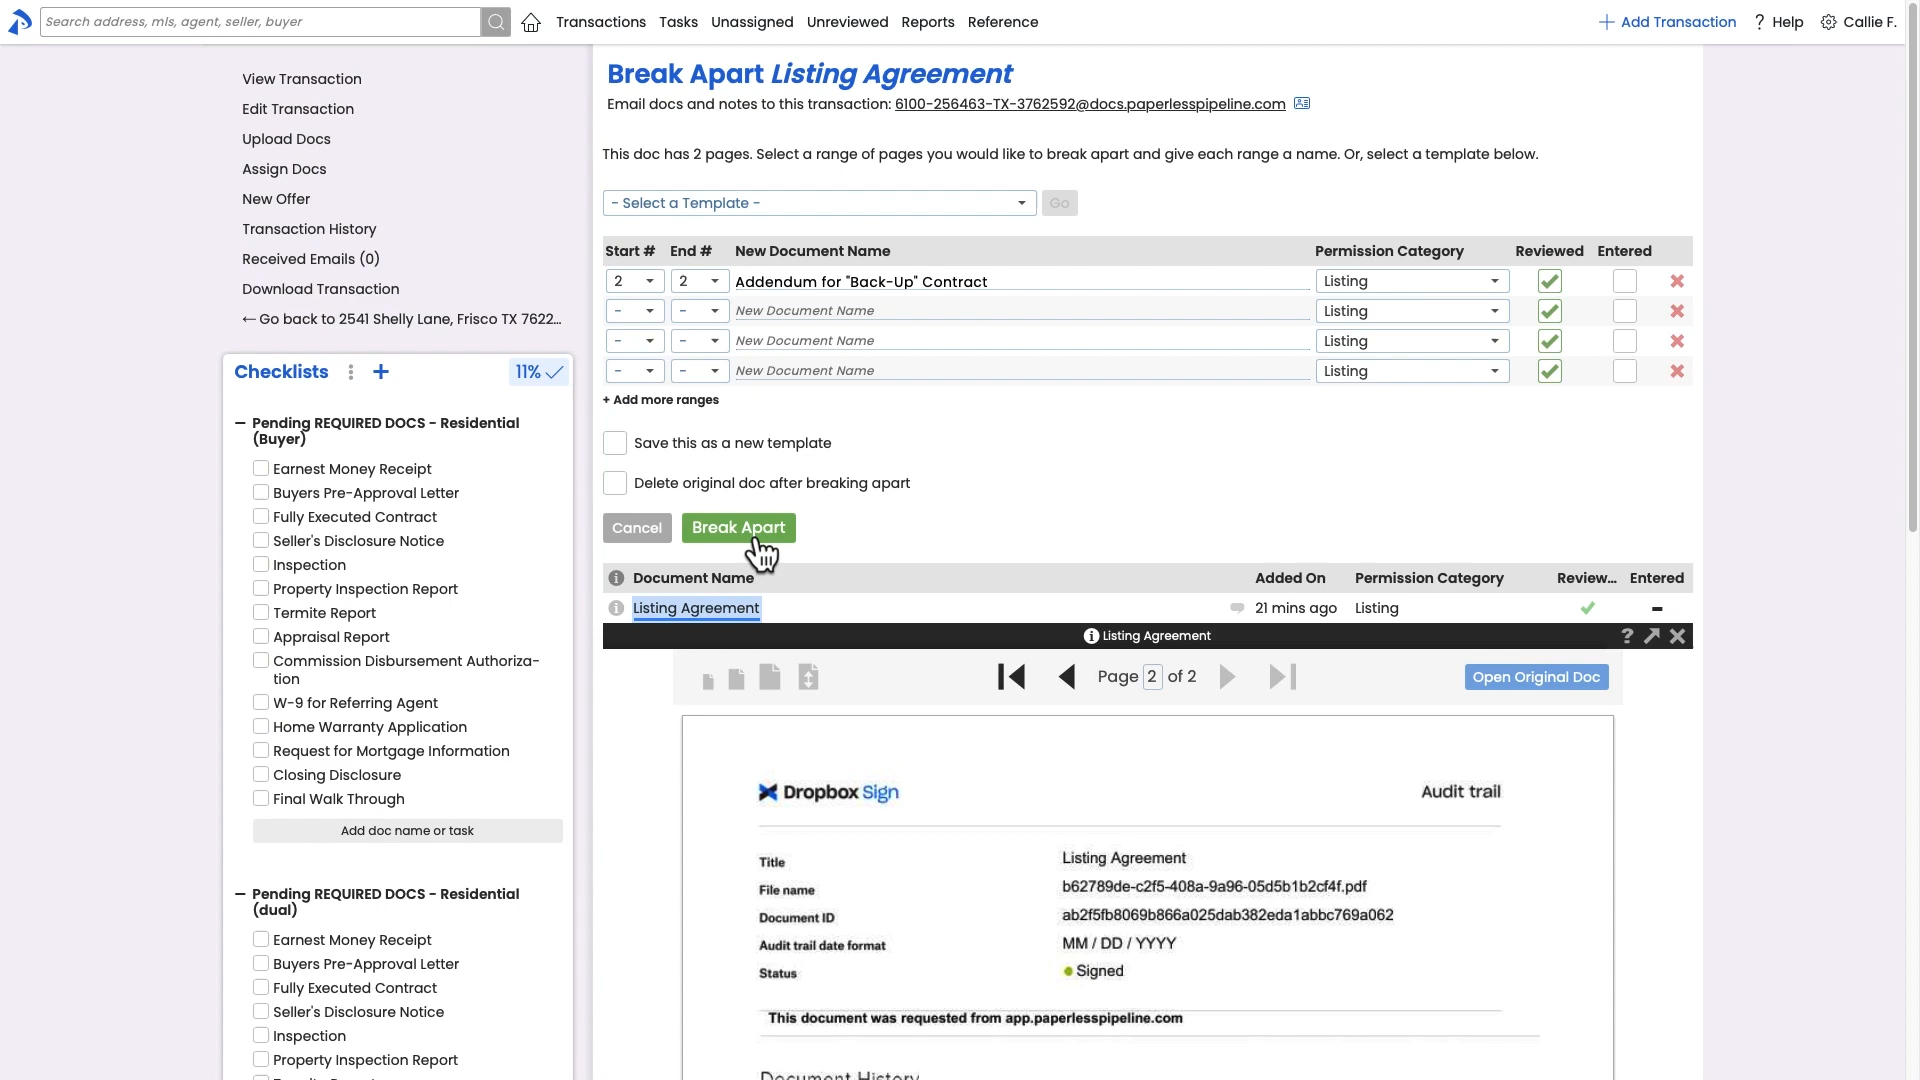 Search address, mls, agent, seller, buyer
Transactions Tasks Unassigned Unreviewed Reports Reference
+ Add Transaction ? Help Callie F.
View Transaction
Edit Transaction
Upload Docs
Assign Docs
New Offer
Transaction History
Received Emails (0)
Download Transaction
← Go back to 2541 Shelly Lane, Frisco TX 7622...
Checklists + 11%
Pending REQUIRED DOCS - Residential
(Buyer)
Earnest Money Receipt
Buyers Pre-Approval Letter
Fully Executed Contract
Seller's Disclosure Notice
Inspection
Property Inspection Report
Termite Report
Appraisal Report
Commission Disbursement Authoriza-
tion
W-9 for Referring Agent
Home Warranty Application
Request for Mortgage Information
Closing Disclosure
Final Walk Through
Add doc name or task
Pending REQUIRED DOCS - Residential
(dual)
Earnest Money Receipt
Buyers Pre-Approval Letter
Fully Executed Contract
Seller's Disclosure Notice
Inspection
Property Inspection Report
Break Apart Listing Agreement
Email docs and notes to this transaction: 6100-256463-TX-3762592@docs.paperlesspipeline.com
This doc has 2 pages. Select a range of pages you would like to break apart and give each range a name. Or, select a template below.
- Select a Template - Go
Start # End # New Document Name Permission Category Reviewed Entered
2 2 Addendum for "Back-Up" Contract Listing
- - New Document Name Listing
- - New Document Name Listing
- - New Document Name Listing
+ Add more ranges
Save this as a new template
Delete original doc after breaking apart
Cancel Break Apart
Document Name Added On Permission Category Review... Entered
Listing Agreement 21 mins ago Listing -
Listing Agreement ?
Page 2 of 2 Open Original Doc
Dropbox Sign Audit trail
Title Listing Agreement
File name b62789de-c2f5-408a-9a96-05d5b1b2cf4f.pdf
Document ID ab2f5fb8069b866a025dab382eda1abbc769a062
Audit trail date format MM / DD / YYYY
Status Signed
This document was requested from app.paperlesspipeline.com
Document History